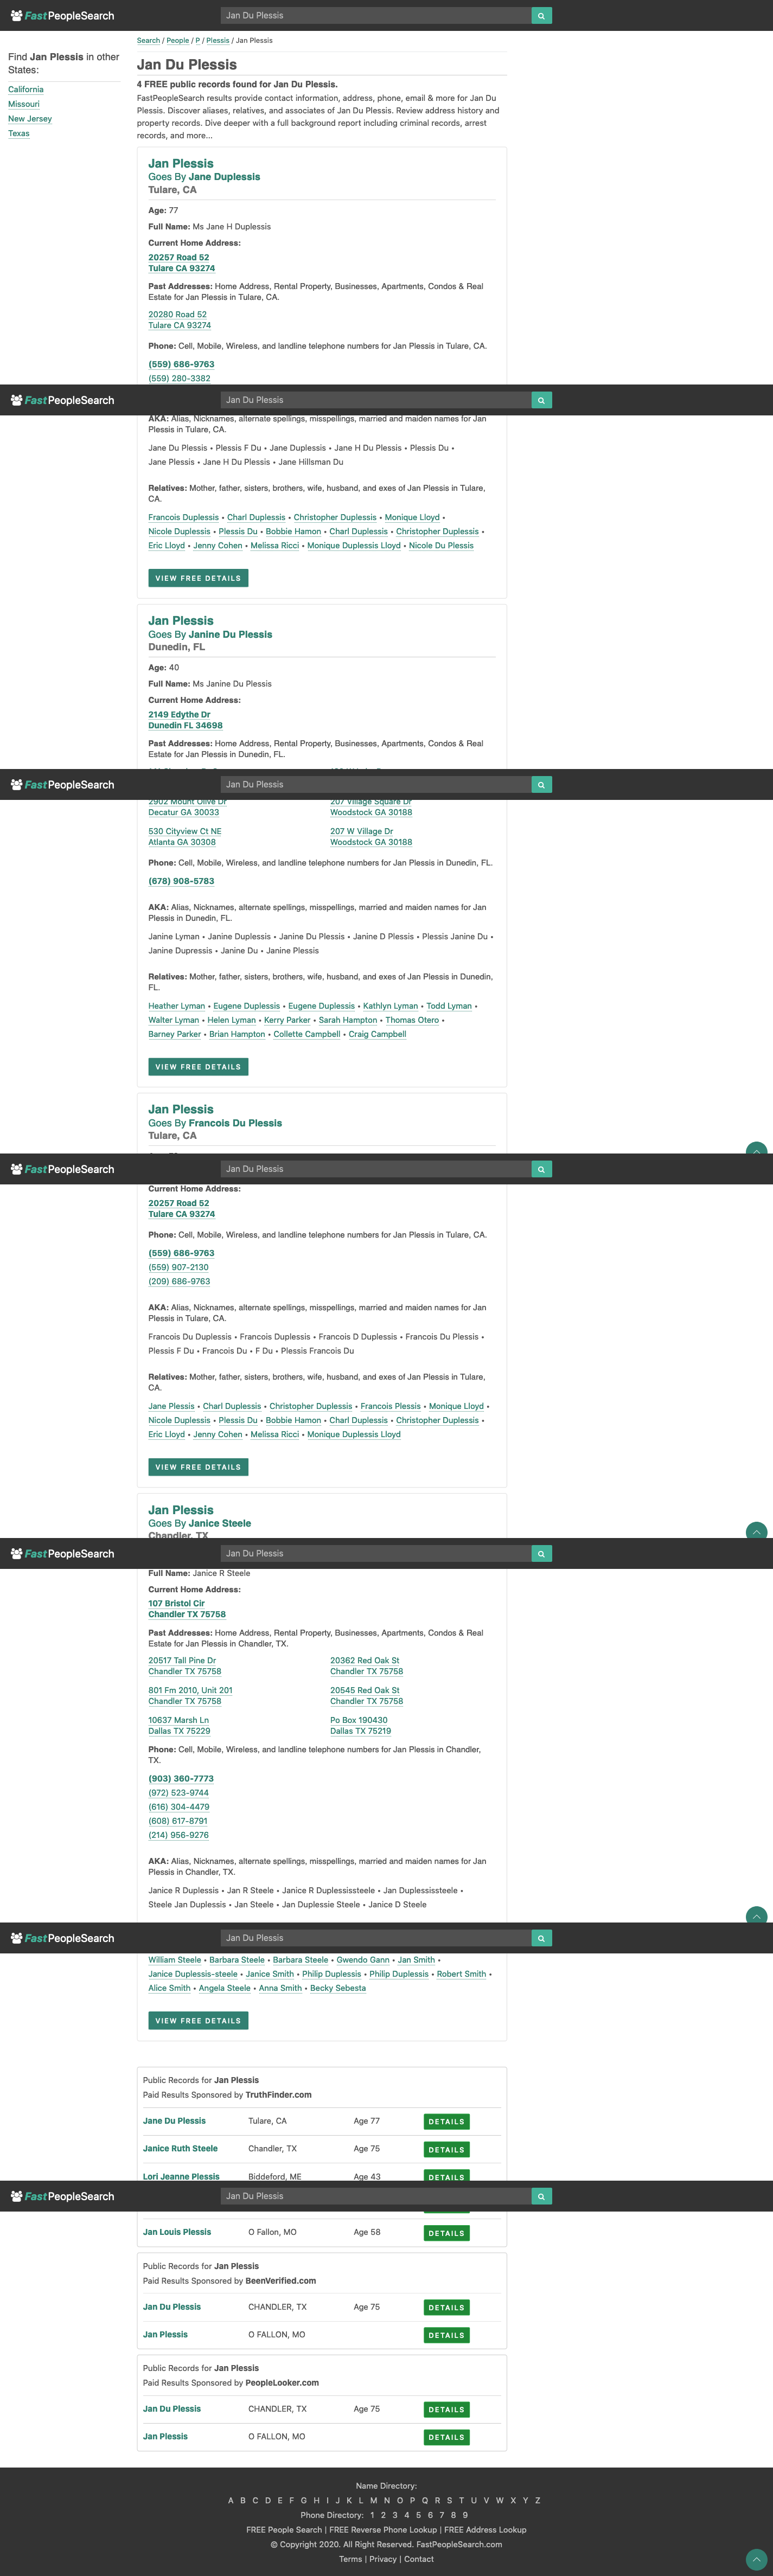 FastPeopleSearch
Jan Du Plessis
Search / People / P / Plessis / Jan Plessis
Find Jan Plessis in other
States:
California
Missouri
New Jersey
Texas
Jan Du Plessis
4 FREE public records found for Jan Du Plessis.
FastPeopleSearch results provide contact information, address, phone, email & more for Jan Du
Plessis. Discover aliases, relatives, and associates of Jan Du Plessis. Review address history and
property records. Dive deeper with a full background report including criminal records, arrest
records, and more...
Jan Plessis
Goes By Jane Duplessis
Tulare, CA
Age: 77
Full Name: Ms Jane H Duplessis
Current Home Address:
20257 Road 52
Tulare CA 93274
Past Addresses: Home Address, Rental Property, Businesses, Apartments, Condos & Real
Estate for Jan Plessis in Tulare, CA.
20280 Road 52
Tulare CA 93274
Phone: Cell, Mobile, Wireless, and landline telephone numbers for Jan Plessis in Tulare, CA.
(559) 686-9763
(559) 280-3382
FastPeopleSearch
Jan Du Plessis
AKA: Alias, Nicknames, alternate spellings, misspellings, married and maiden names for Jan
Plessis in Tulare, CA.
Jane Du Plessis • Plessis F Du • Jane Duplessis • Jane H Du Plessis • Plessis Du •
Jane Plessis • Jane H Du Plessis • Jane Hillsman Du
Relatives: Mother, father, sisters, brothers, wife, husband, and exes of Jan Plessis in Tulare,
CA.
Francois Duplessis • Charl Duplessis • Christopher Duplessis • Monique Lloyd •
Nicole Duplessis • Plessis Du • Bobbie Hamon • Charl Duplessis • Christopher Duplessis •
Eric Lloyd • Jenny Cohen • Melissa Ricci • Monique Duplessis Lloyd • Nicole Du Plessis
VIEW FREE DETAILS
Jan Plessis
Goes By Janine Du Plessis
Dunedin, FL
Age: 40
Full Name: Ms Janine Du Plessis
Current Home Address:
2149 Edythe Dr
Dunedin FL 34698
Past Addresses: Home Address, Rental Property, Businesses, Apartments, Condos & Real
Estate for Jan Plessis in Dunedin, FL.
FastPeopleSearch
Jan Du Plessis
2902 Mount Olive Dr
Decatur GA 30033
207 Village Square Dr
Woodstock GA 30188
530 Cityview Ct NE
Atlanta GA 30308
207 W Village Dr
Woodstock GA 30188
Phone: Cell, Mobile, Wireless, and landline telephone numbers for Jan Plessis in Dunedin, FL.
(678) 908-5783
AKA: Alias, Nicknames, alternate spellings, misspellings, married and maiden names for Jan
Plessis in Dunedin, FL.
Janine Lyman • Janine Duplessis • Janine Du Plessis • Janine D Plessis • Plessis Janine Du •
Janine Dupressis • Janine Du • Janine Plessis
Relatives: Mother, father, sisters, brothers, wife, husband, and exes of Jan Plessis in Dunedin,
FL.
Heather Lyman • Eugene Duplessis • Eugene Duplessis • Kathlyn Lyman • Todd Lyman •
Walter Lyman • Helen Lyman • Kerry Parker • Sarah Hampton • Thomas Otero •
Barney Parker • Brian Hampton • Collette Campbell • Craig Campbell
VIEW FREE DETAILS
Jan Plessis
Goes By Francois Du Plessis
Tulare, CA
FastPeopleSearch
Jan Du Plessis
Current Home Address:
20257 Road 52
Tulare CA 93274
Phone: Cell, Mobile, Wireless, and landline telephone numbers for Jan Plessis in Tulare, CA.
(559) 686-9763
(559) 907-2130
(209) 686-9763
AKA: Alias, Nicknames, alternate spellings, misspellings, married and maiden names for Jan
Plessis in Tulare, CA.
Francois Du Duplessis • Francois Duplessis • Francois D Duplessis • Francois Du Plessis •
Plessis F Du • Francois Du • F Du • Plessis Francois Du
Relatives: Mother, father, sisters, brothers, wife, husband, and exes of Jan Plessis in Tulare,
CA.
Jane Plessis • Charl Duplessis • Christopher Duplessis • Francois Plessis • Monique Lloyd •
Nicole Duplessis • Plessis Du • Bobbie Hamon • Charl Duplessis • Christopher Duplessis •
Eric Lloyd • Jenny Cohen • Melissa Ricci • Monique Duplessis Lloyd
VIEW FREE DETAILS
Jan Plessis
Goes By Janice Steele
Chandler, TX
FastPeopleSearch
Jan Du Plessis
Full Name: Janice R Steele
Current Home Address:
107 Bristol Cir
Chandler TX 75758
Past Addresses: Home Address, Rental Property, Businesses, Apartments, Condos & Real
Estate for Jan Plessis in Chandler, TX.
20517 Tall Pine Dr
Chandler TX 75758
20362 Red Oak St
Chandler TX 75758
801 Fm 2010, Unit 201
Chandler TX 75758
20545 Red Oak St
Chandler TX 75758
10637 Marsh Ln
Dallas TX 75229
Po Box 190430
Dallas TX 75219
Phone: Cell, Mobile, Wireless, and landline telephone numbers for Jan Plessis in Chandler,
TX.
(903) 360-7773
(972) 523-9744
(616) 304-4479
(608) 617-8791
(214) 956-9276
AKA: Alias, Nicknames, alternate spellings, misspellings, married and maiden names for Jan
Plessis in Chandler, TX.
Janice R Duplessis • Jan R Steele • Janice R Duplessissteele • Jan Duplessissteele •
Steele Jan Duplessis • Jan Steele • Jan Duplessie Steele • Janice D Steele
FastPeopleSearch
Jan Du Plessis
William Steele • Barbara Steele • Barbara Steele • Gwendo Gann • Jan Smith •
Janice Duplessis-steele • Janice Smith • Philip Duplessis • Philip Duplessis • Robert Smith •
Alice Smith • Angela Steele • Anna Smith • Becky Sebesta
VIEW FREE DETAILS
Public Records for Jan Plessis
Paid Results Sponsored by TruthFinder.com
Jane Du Plessis Tulare, CA Age 77 DETAILS
Janice Ruth Steele Chandler, TX Age 75 DETAILS
Lori Jeanne Plessis Biddeford, ME Age 43 DETAILS
FastPeopleSearch
Jan Du Plessis
Jan Louis Plessis O Fallon, MO Age 58 DETAILS
Public Records for Jan Plessis
Paid Results Sponsored by BeenVerified.com
Jan Du Plessis CHANDLER, TX Age 75 DETAILS
Jan Plessis O FALLON, MO DETAILS
Public Records for Jan Plessis
Paid Results Sponsored by PeopleLooker.com
Jan Du Plessis CHANDLER, TX Age 75 DETAILS
Jan Plessis O FALLON, MO DETAILS
Name Directory:
A B C D E F G H I J K L M N O P Q R S T U V W X Y Z
Phone Directory: 1 2 3 4 5 6 7 8 9
FREE People Search | FREE Reverse Phone Lookup | FREE Address Lookup
© Copyright 2020. All Right Reserved. FastPeopleSearch.com
Terms | Privacy | Contact